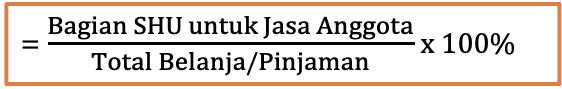 = Bagian SHU untuk Jasa Anggota x 100%
Total Belanja/Pinjaman